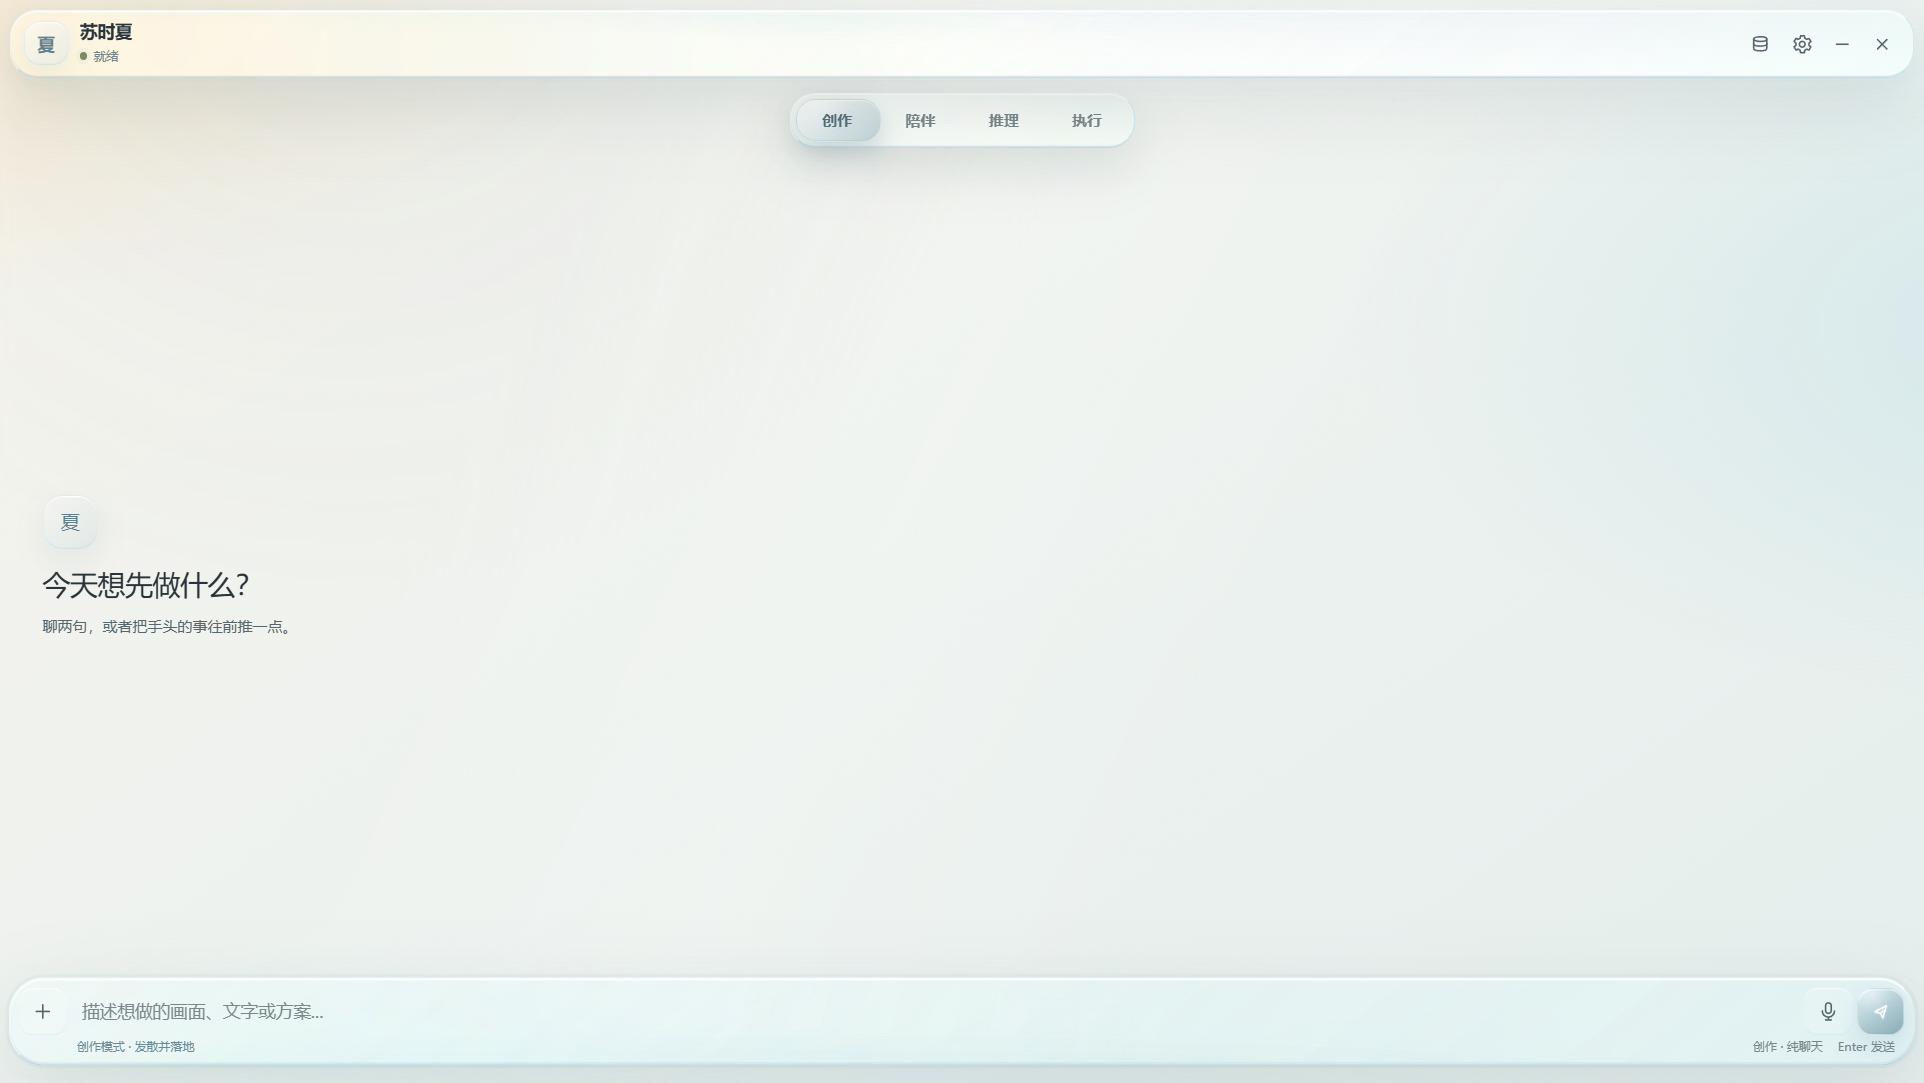 夏
苏时夏
就绪
创作 陪伴 推理 执行
夏
今天想先做什么？
聊两句，或者把手头的事往前推一点。
描述想做的画面、文字或方案...
创作模式 · 发散并落地
创作 · 纯聊天 Enter 发送